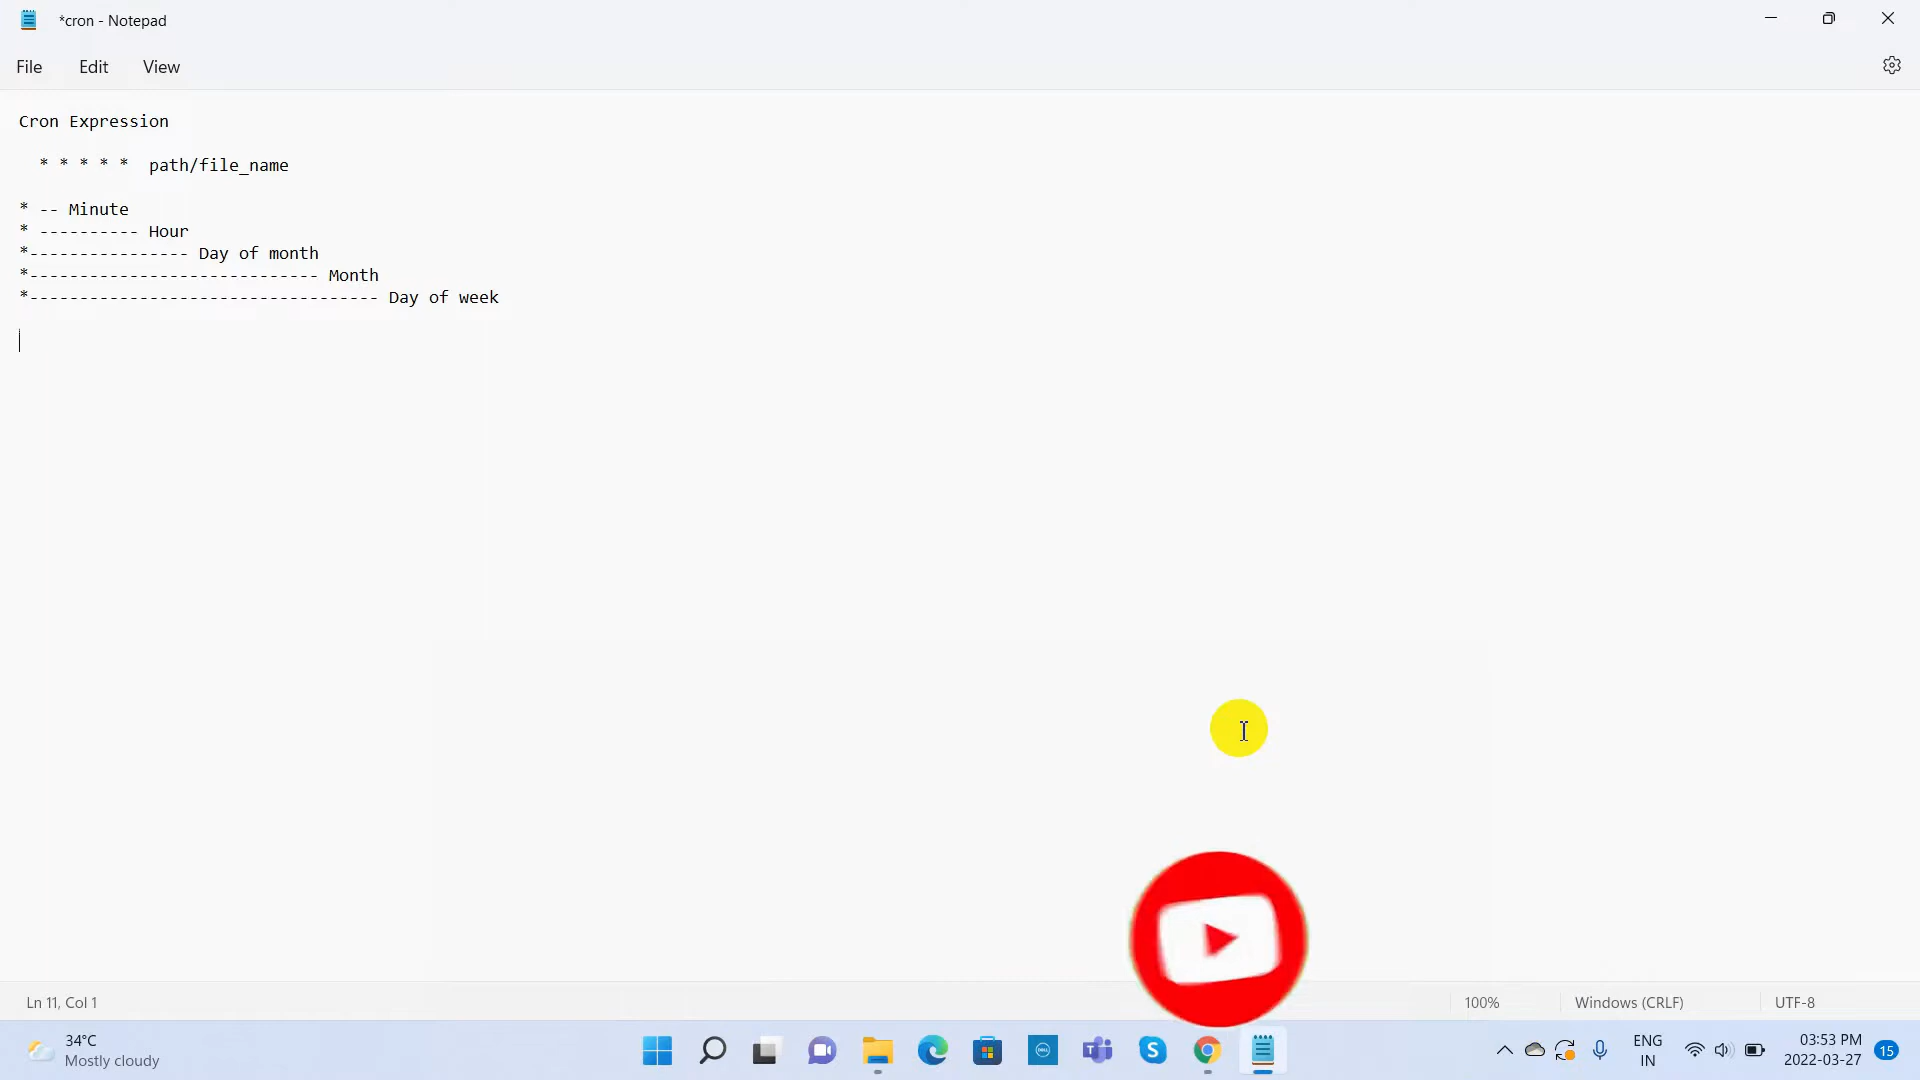 *cron - Notepad
File Edit View
Cron Expression
* * * * * path/file_name
* -- Minute
* ---------- Hour
*---------------- Day of month
*----------------------------- Month
*----------------------------------- Day of week
Ln 11, Col 1 100% Windows (CRLF) UTF-8
34°C
Mostly cloudy
ENG
IN
03:53 PM
2022-03-27
15